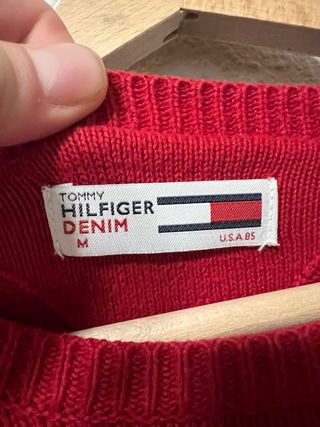 TOMMY
HILFIGER
DENIM
M
U.S.A 85